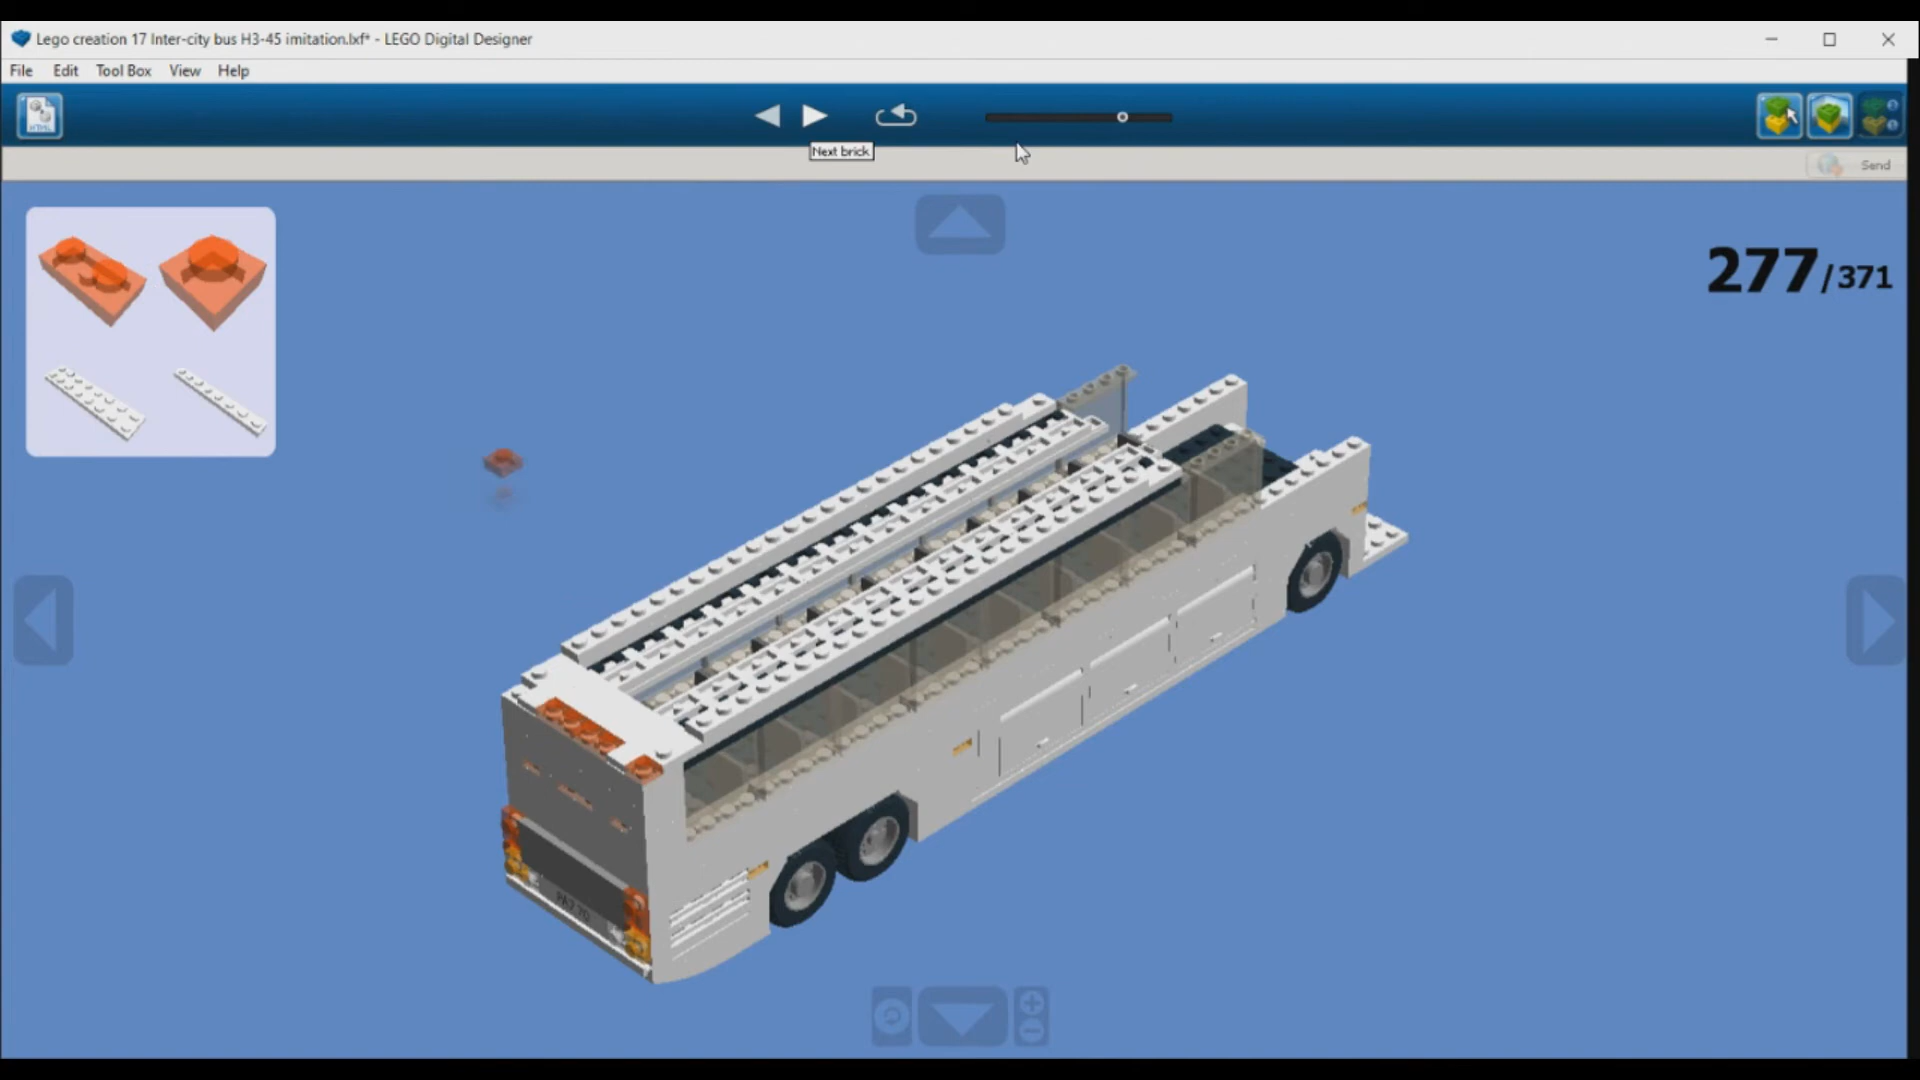 Lego creation 17 Inter-city bus H3-45 imitation.lxf* - LEGO Digital Designer
File Edit Tool Box View Help
HTML
Next brick
Send
277/371